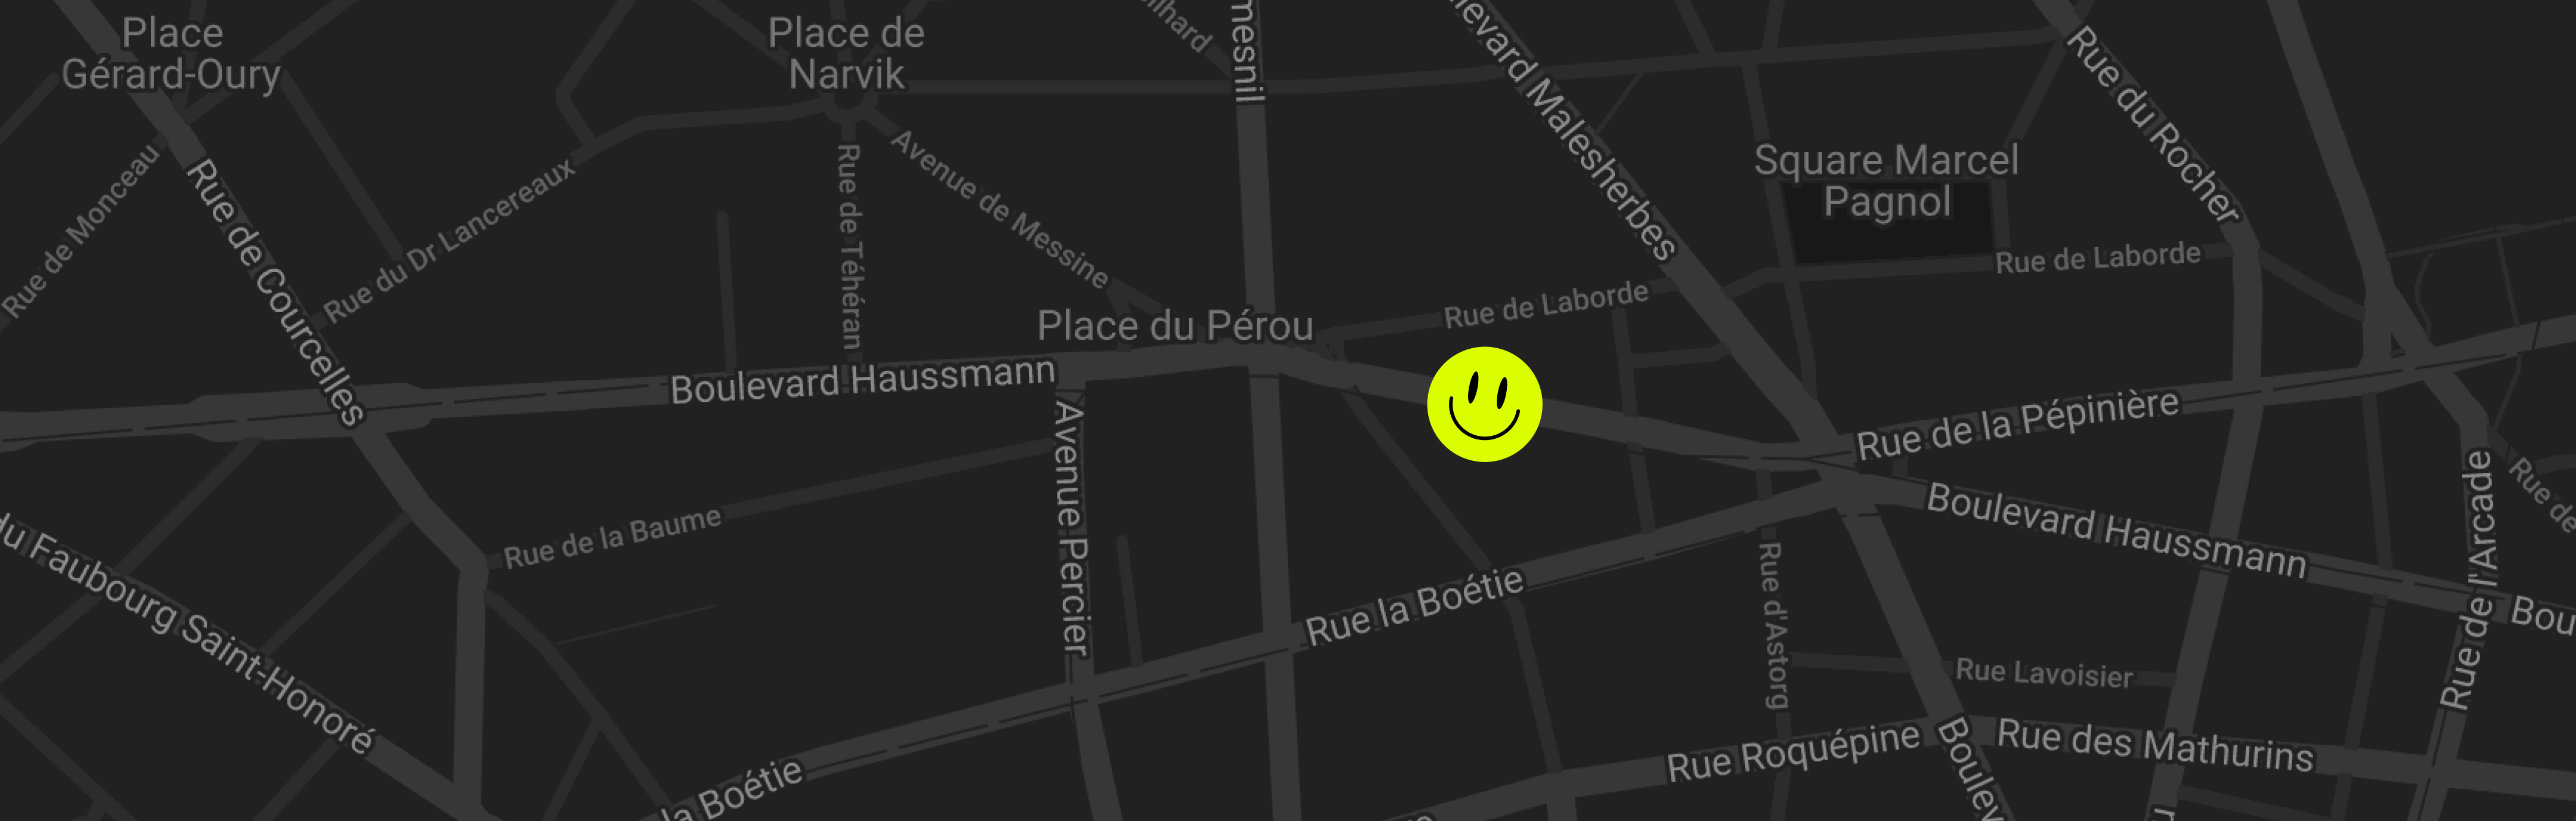 Place
Gérard-Oury
Place de
Narvik
mesnil
Rue du Rocher
Square Marcel
Pagnol
Avenue de Messine
Rue de Monceau
Rue de Courcelles
Rue du Dr Lancereaux
Rue de Téhéran
Malesherbes
Rue de Laborde
Rue de Laborde
Place du Pérou
Boulevard Haussmann
Avenue Percier
Rue de la Pépinière
Boulevard Haussmann
Rue de la Baume
Rue la Boétie
Rue d'Astorg
Rue de l'Arcade
Rue de
Bou
du Faubourg Saint-Honoré
Rue Lavoisier
Rue Roquépine
Rue des Mathurins
Boulev
la Boétie